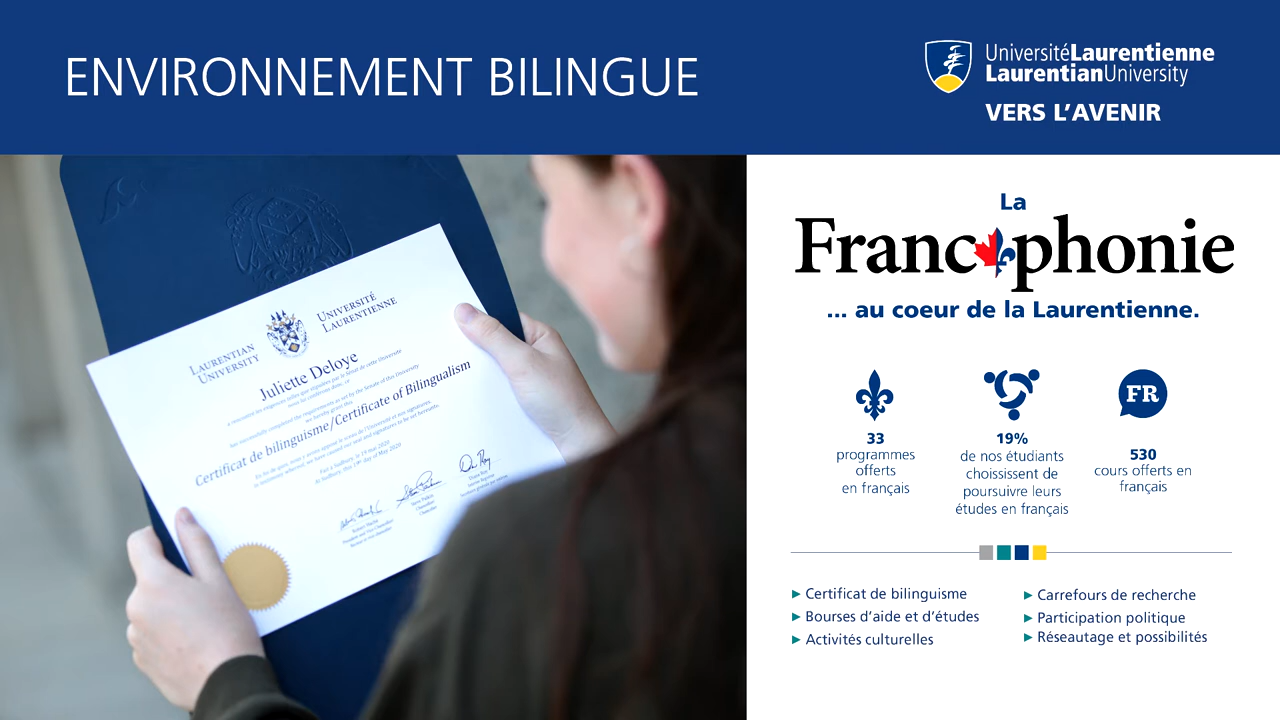 ENVIRONNEMENT BILINGUE
UniversitéLaurentienne
LaurentianUniversity
VERS L'AVENIR
LAURENTIAN
UNIVERSITY
UNIVERSITÉ
LAURENTIENNE
Juliette Deloye
Certificat de bilinguisme/Certificate of Bilingualism
La
Francophonie
... au coeur de la Laurentienne.
33
programmes
offerts
en français
19%
de nos étudiants
choississent de
poursuivre leurs
études en français
FR
530
cours offerts en
français
Certificat de bilinguisme
Bourses d'aide et d'études
Activités culturelles
Carrefours de recherche
Participation politique
Réseautage et possibilités